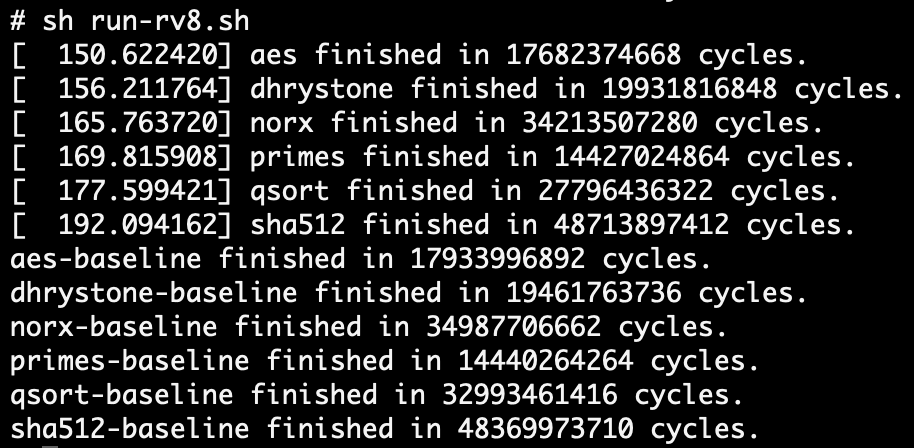 # sh run-rv8.sh
[  150.622420] aes finished in 17682374668 cycles.
[  156.211764] dhrystone finished in 19931816848 cycles.
[  165.763720] norx finished in 34213507280 cycles.
[  169.815908] primes finished in 14427024864 cycles.
[  177.599421] qsort finished in 27796436322 cycles.
[  192.094162] sha512 finished in 48713897412 cycles.
aes-baseline finished in 17933996892 cycles.
dhrystone-baseline finished in 19461763736 cycles.
norx-baseline finished in 34987706662 cycles.
primes-baseline finished in 14440264264 cycles.
qsort-baseline finished in 32993461416 cycles.
sha512-baseline finished in 48369973710 cycles.